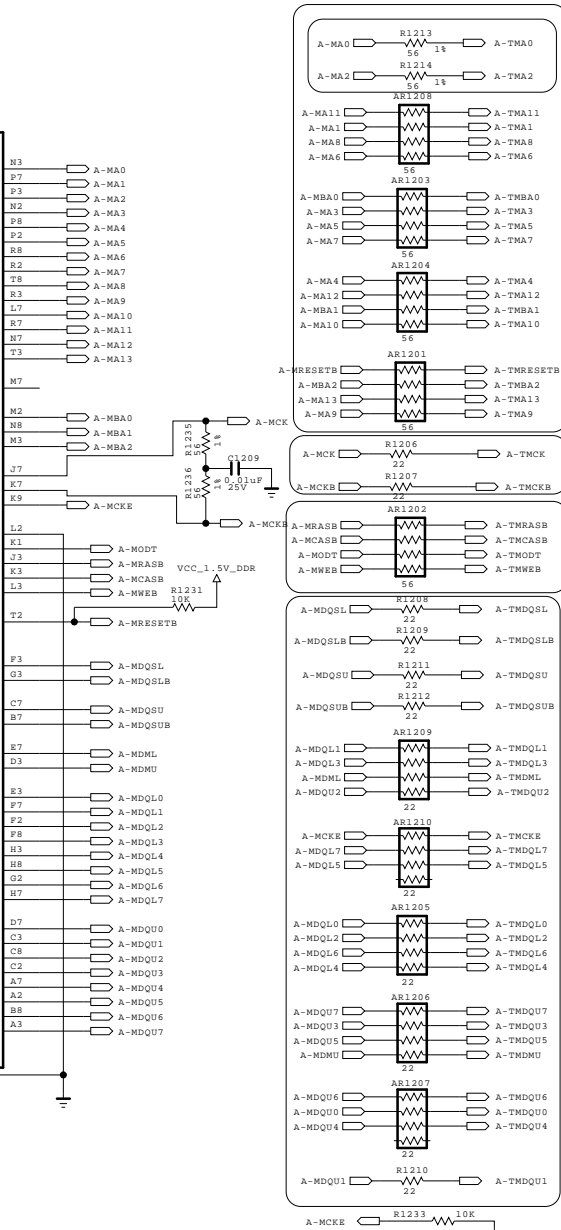 N3 A-MA0
P7 A-MA1
P3 A-MA2
N2 A-MA3
P8 A-MA4
P2 A-MA5
R8 A-MA6
R2 A-MA7
T8 A-MA8
R3 A-MA9
L7 A-MA10
R7 A-MA11
N7 A-MA12
T3 A-MA13
M7
M2 A-MBA0
N8 A-MBA1
M3 A-MBA2
J7
K7
K9 A-MCKE
L2
K1 A-MODT
J3 A-MRASB
K3 A-MCASB
L3 A-MWEB
T2 A-MRESETB
F3 A-MDQSL
G3 A-MDQSLB
C7 A-MDQSU
B7 A-MDQSUB
E7 A-MDML
D3 A-MDMU
E3 A-MDQL0
F7 A-MDQL1
F2 A-MDQL2
F8 A-MDQL3
H3 A-MDQL4
H8 A-MDQL5
G2 A-MDQL6
H7 A-MDQL7
D7 A-MDQU0
C3 A-MDQU1
C8 A-MDQU2
C2 A-MDQU3
A7 A-MDQU4
A2 A-MDQU5
B8 A-MDQU6
A3 A-MDQU7
A-MCK
R1235
56
1%
C1209
0.01uF
25V
R1236
56
1%
A-MCKB
VCC_1.5V_DDR
R1231
10K
R1213
A-MA0 A-TMA0
56 1%
R1214
A-MA2 A-TMA2
56 1%
AR1208
A-MA11 A-TMA11
A-MA1 A-TMA1
A-MA8 A-TMA8
A-MA6 A-TMA6
56
AR1203
A-MBA0 A-TMBA0
A-MA3 A-TMA3
A-MA5 A-TMA5
A-MA7 A-TMA7
56
AR1204
A-MA4 A-TMA4
A-MA12 A-TMA12
A-MBA1 A-TMBA1
A-MA10 A-TMA10
56
AR1201
A-MRESETB A-TMRESETB
A-MBA2 A-TMBA2
A-MA13 A-TMA13
A-MA9 A-TMA9
56
R1206
A-MCK A-TMCK
22
R1207
A-MCKB A-TMCKB
22
AR1202
A-MRASB A-TMRASB
A-MCASB A-TMCASB
A-MODT A-TMODT
A-MWEB A-TMWEB
56
R1208
A-MDQSL A-TMDQSL
22
R1209
A-MDQSLB A-TMDQSLB
22
R1211
A-MDQSU A-TMDQSU
22
R1212
A-MDQSUB A-TMDQSUB
22
AR1209
A-MDQL1 A-TMDQL1
A-MDQL3 A-TMDQL3
A-MDML A-TMDML
A-MDQU2 A-TMDQU2
22
AR1210
A-MCKE A-TMCKE
A-MDQL7 A-TMDQL7
A-MDQL5 A-TMDQL5
22
AR1205
A-MDQL0 A-TMDQL0
A-MDQL2 A-TMDQL2
A-MDQL6 A-TMDQL6
A-MDQL4 A-TMDQL4
22
AR1206
A-MDQU7 A-TMDQU7
A-MDQU3 A-TMDQU3
A-MDQU5 A-TMDQU5
A-MDMU A-TMDMU
22
AR1207
A-MDQU6 A-TMDQU6
A-MDQU0 A-TMDQU0
A-MDQU4 A-TMDQU4
22
R1210
A-MDQU1 A-TMDQU1
22
A-MCKE R1233 10K